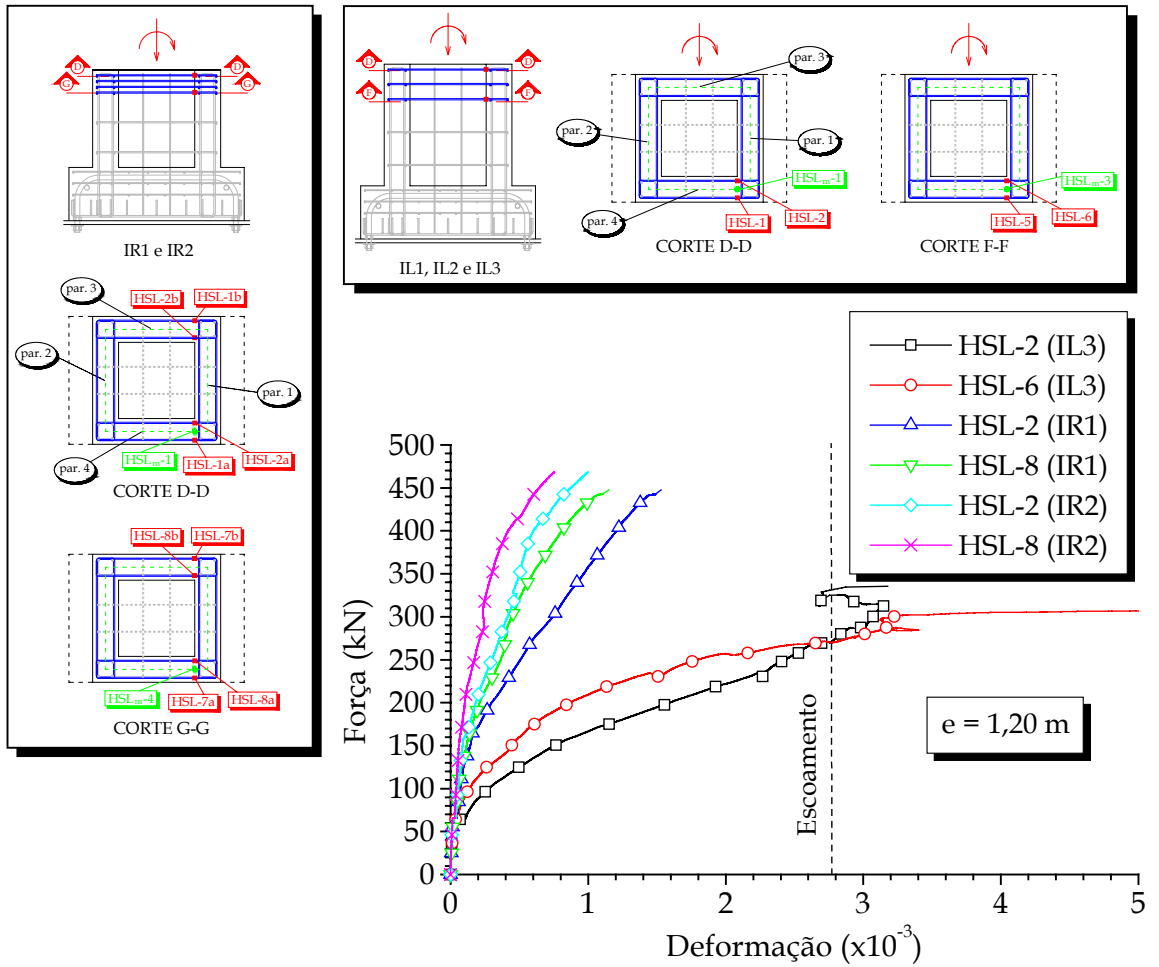 D
D
G
G
IR1 e IR2
par. 3
HSL-2b
HSL-1b
par. 2
par. 1
par. 4
HSLm-1
HSL-1a
HSL-2a
CORTE D-D
HSL-8b
HSL-7b
HSLm-4
HSL-7a
HSL-8a
CORTE G-G
D
D
F
F
IL1, IL2 e IL3
par. 3
par. 2
par. 1
HSLm-1
par. 4
HSL-1
HSL-2
CORTE D-D
HSLm-3
HSL-5
HSL-6
CORTE F-F
HSL-2 (IL3)
HSL-6 (IL3)
HSL-2 (IR1)
HSL-8 (IR1)
HSL-2 (IR2)
HSL-8 (IR2)
500
450
400
350
300
250
200
150
100
50
0
Força (kN)
Escoamento
e = 1,20 m
0 1 2 3 4 5
Deformação (x10⁻³)